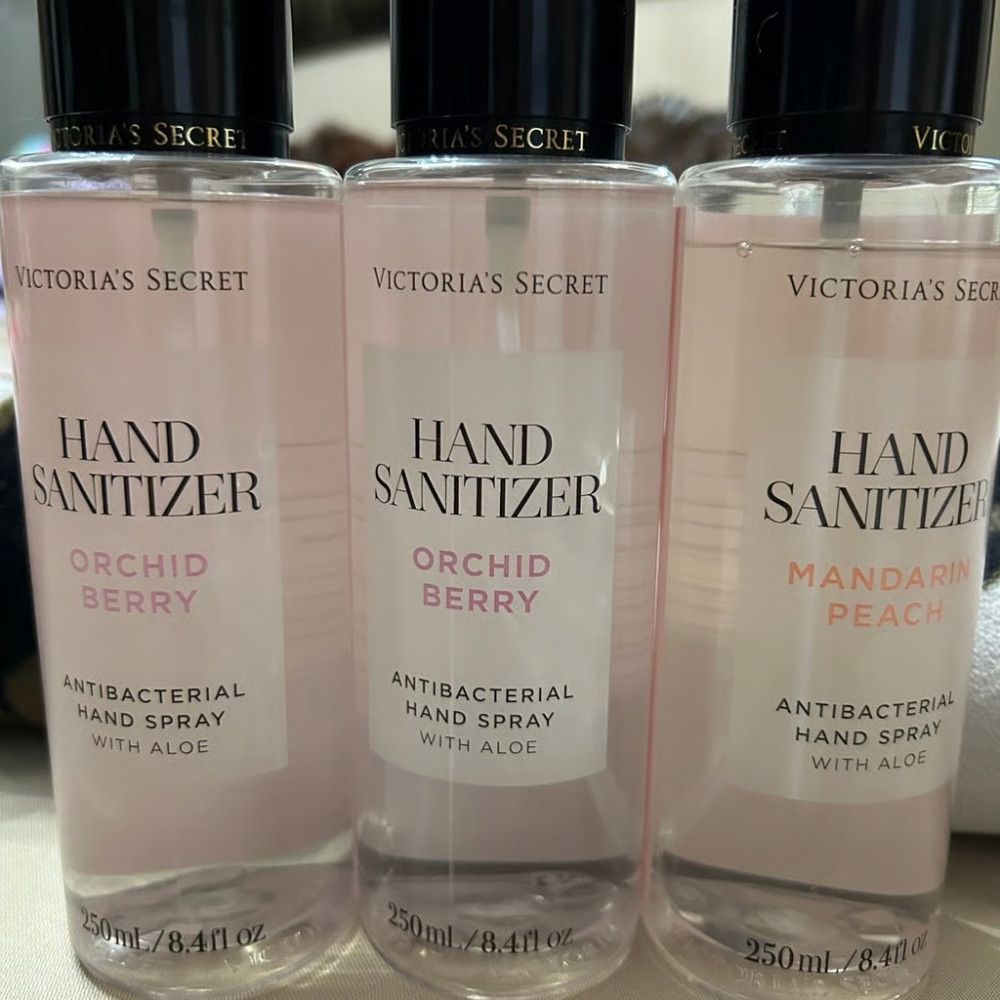 VICTORIA'S SECRET
HAND
SANITIZER
ORCHID
BERRY
ANTIBACTERIAL
HAND SPRAY
WITH ALOE
250mL/8.4fl oz
SECRET
VICTORIA'S SECRET
HAND
SANITIZER
ORCHID
BERRY
ANTIBACTERIAL
HAND SPRAY
WITH ALOE
250mL/8.4fl oz
VICTORIA'S
HAND
SANITIZER
MANDARIN
PEACH
ANTIBACTERIAL
HAND SPRAY
WITH ALOE
250mL/8.4fl oz